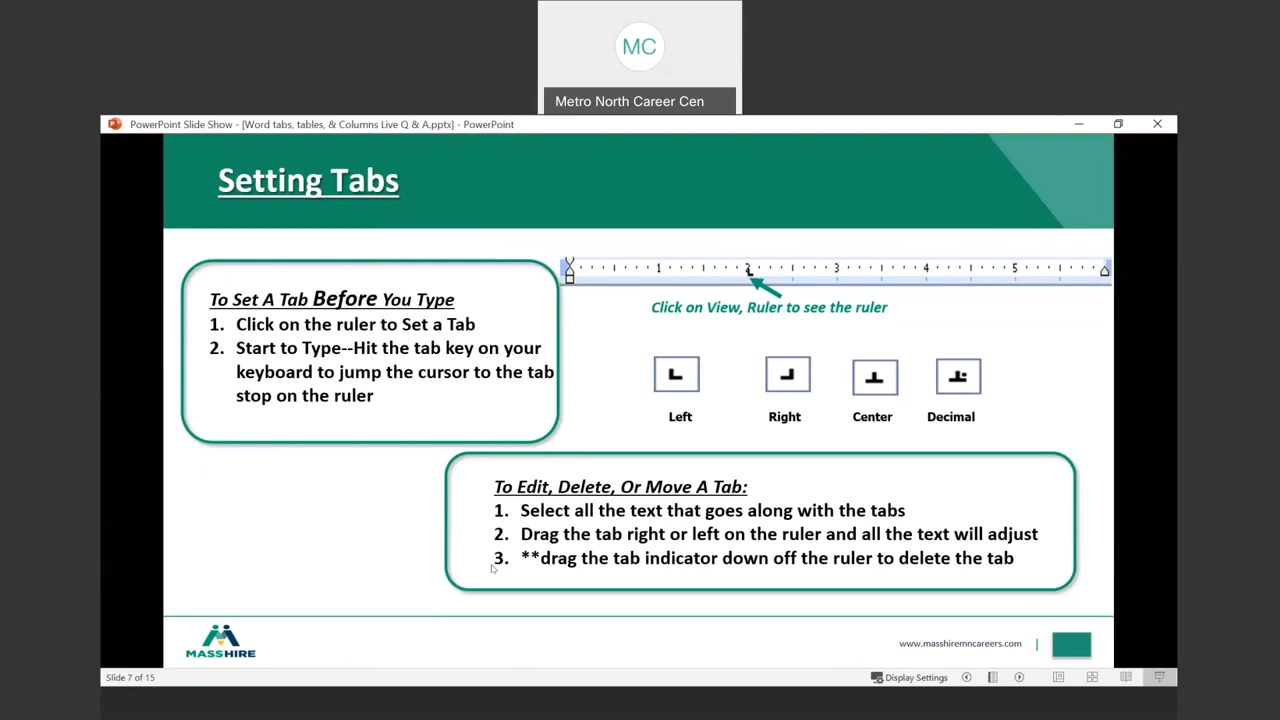 MC
Metro North Career Cen
PowerPoint Slide Show - [Word tabs, tables, & Columns Live Q & A.pptx] - PowerPoint
Setting Tabs
1 2 3 4 5
Click on View, Ruler to see the ruler
To Set A Tab Before You Type
1. Click on the ruler to Set a Tab
2. Start to Type--Hit the tab key on your
keyboard to jump the cursor to the tab
stop on the ruler
Left Right Center Decimal
To Edit, Delete, Or Move A Tab:
1. Select all the text that goes along with the tabs
2. Drag the tab right or left on the ruler and all the text will adjust
3. **drag the tab indicator down off the ruler to delete the tab
MASSHIRE
www.masshiremncareers.com
Slide 7 of 15
Display Settings